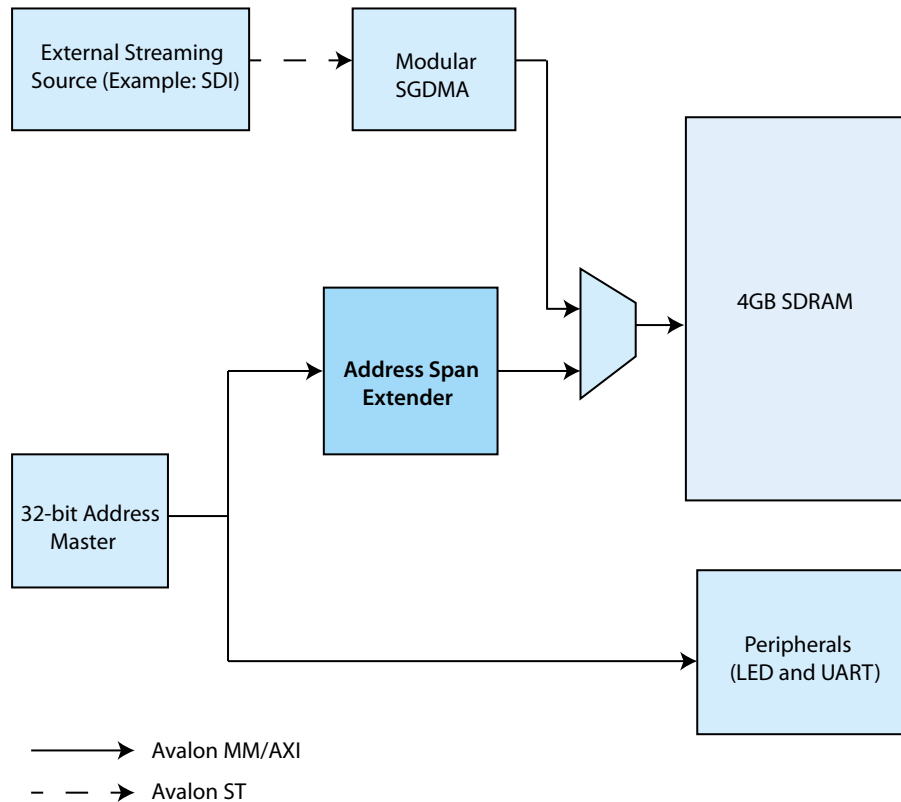 External Streaming
Source (Example: SDI)
Modular
SGDMA
4GB SDRAM
Address Span
Extender
32-bit Address
Master
Peripherals
(LED and UART)
Avalon MM/AXI
Avalon ST